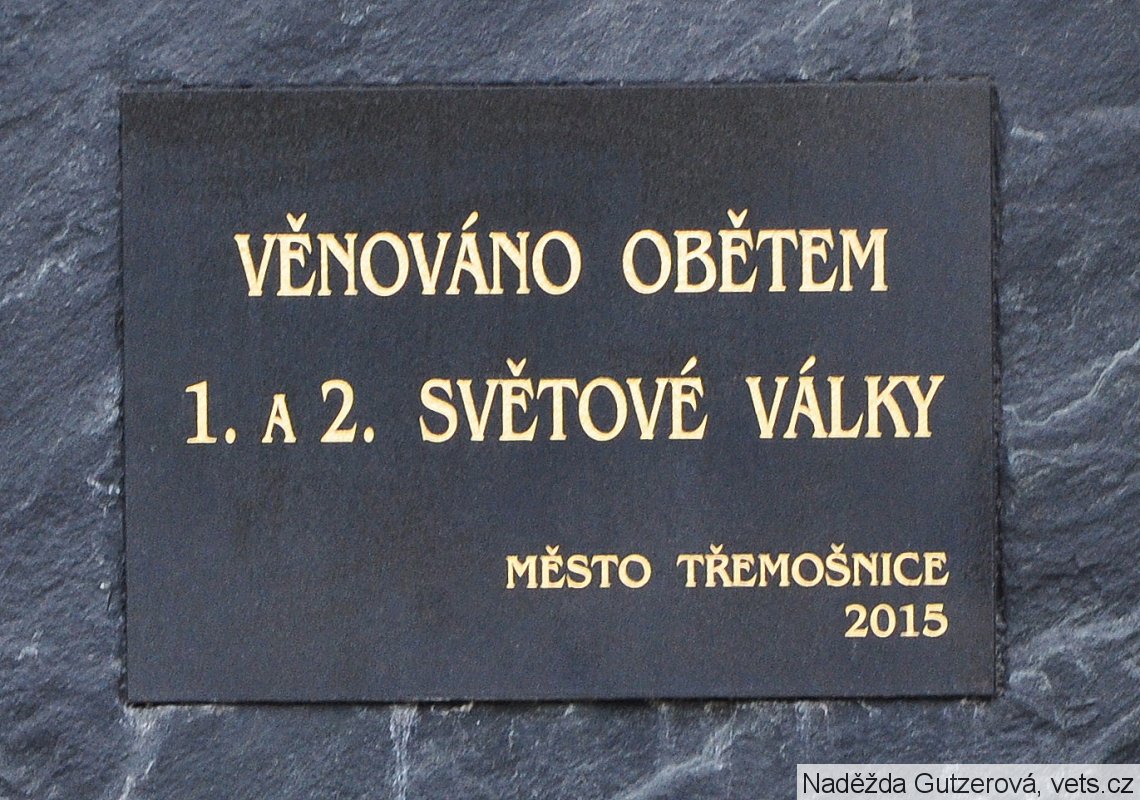 VĚNOVÁNO OBĚTEM
1. A 2. SVĚTOVÉ VÁLKY
MĚSTO TŘEMOŠNICE
2015
Naděžda Gutzerová, vets.cz